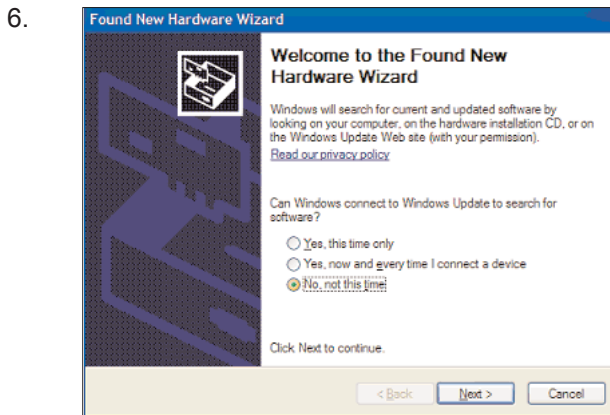 6.
Found New Hardware Wizard
Welcome to the Found New
Hardware Wizard
Windows will search for current and updated software by
looking on your computer, on the hardware installation CD, or on
the Windows Update Web site (with your permission).
Read our privacy policy
Can Windows connect to Windows Update to search for
software?
Yes, this time only
Yes, now and every time I connect a device
No, not this time
Click Next to continue.
< Back
Next >
Cancel